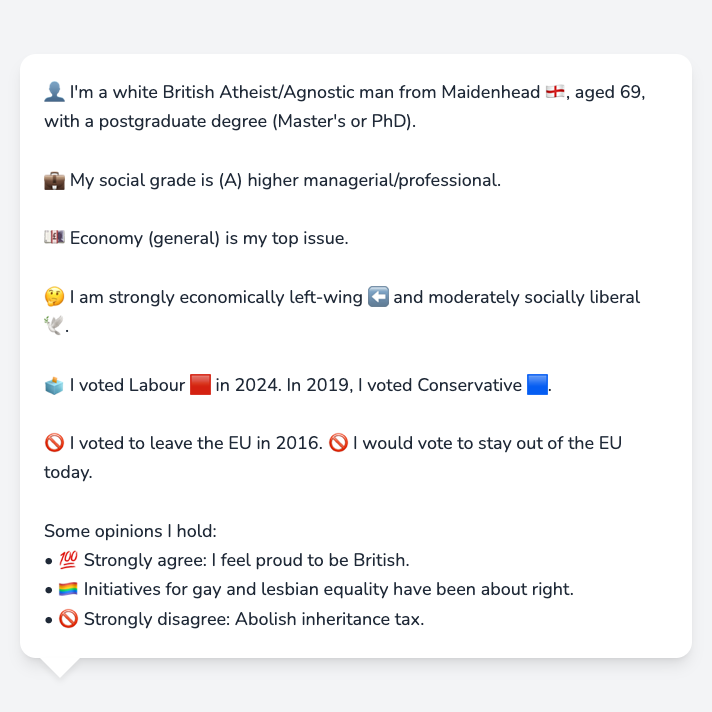 👤 I'm a white British Atheist/Agnostic man from Maidenhead 🏴󠁧󠁢󠁥󠁮󠁧󠁿, aged 69,
with a postgraduate degree (Master's or PhD).
💼 My social grade is (A) higher managerial/professional.
💷 Economy (general) is my top issue.
🤔 I am strongly economically left-wing ⬅️ and moderately socially liberal
🕊️.
🗳️ I voted Labour 🟥 in 2024. In 2019, I voted Conservative 🟦.
🚫 I voted to leave the EU in 2016. 🚫 I would vote to stay out of the EU
today.
Some opinions I hold:
• 💯 Strongly agree: I feel proud to be British.
• 🏳️‍🌈 Initiatives for gay and lesbian equality have been about right.
• 🚫 Strongly disagree: Abolish inheritance tax.